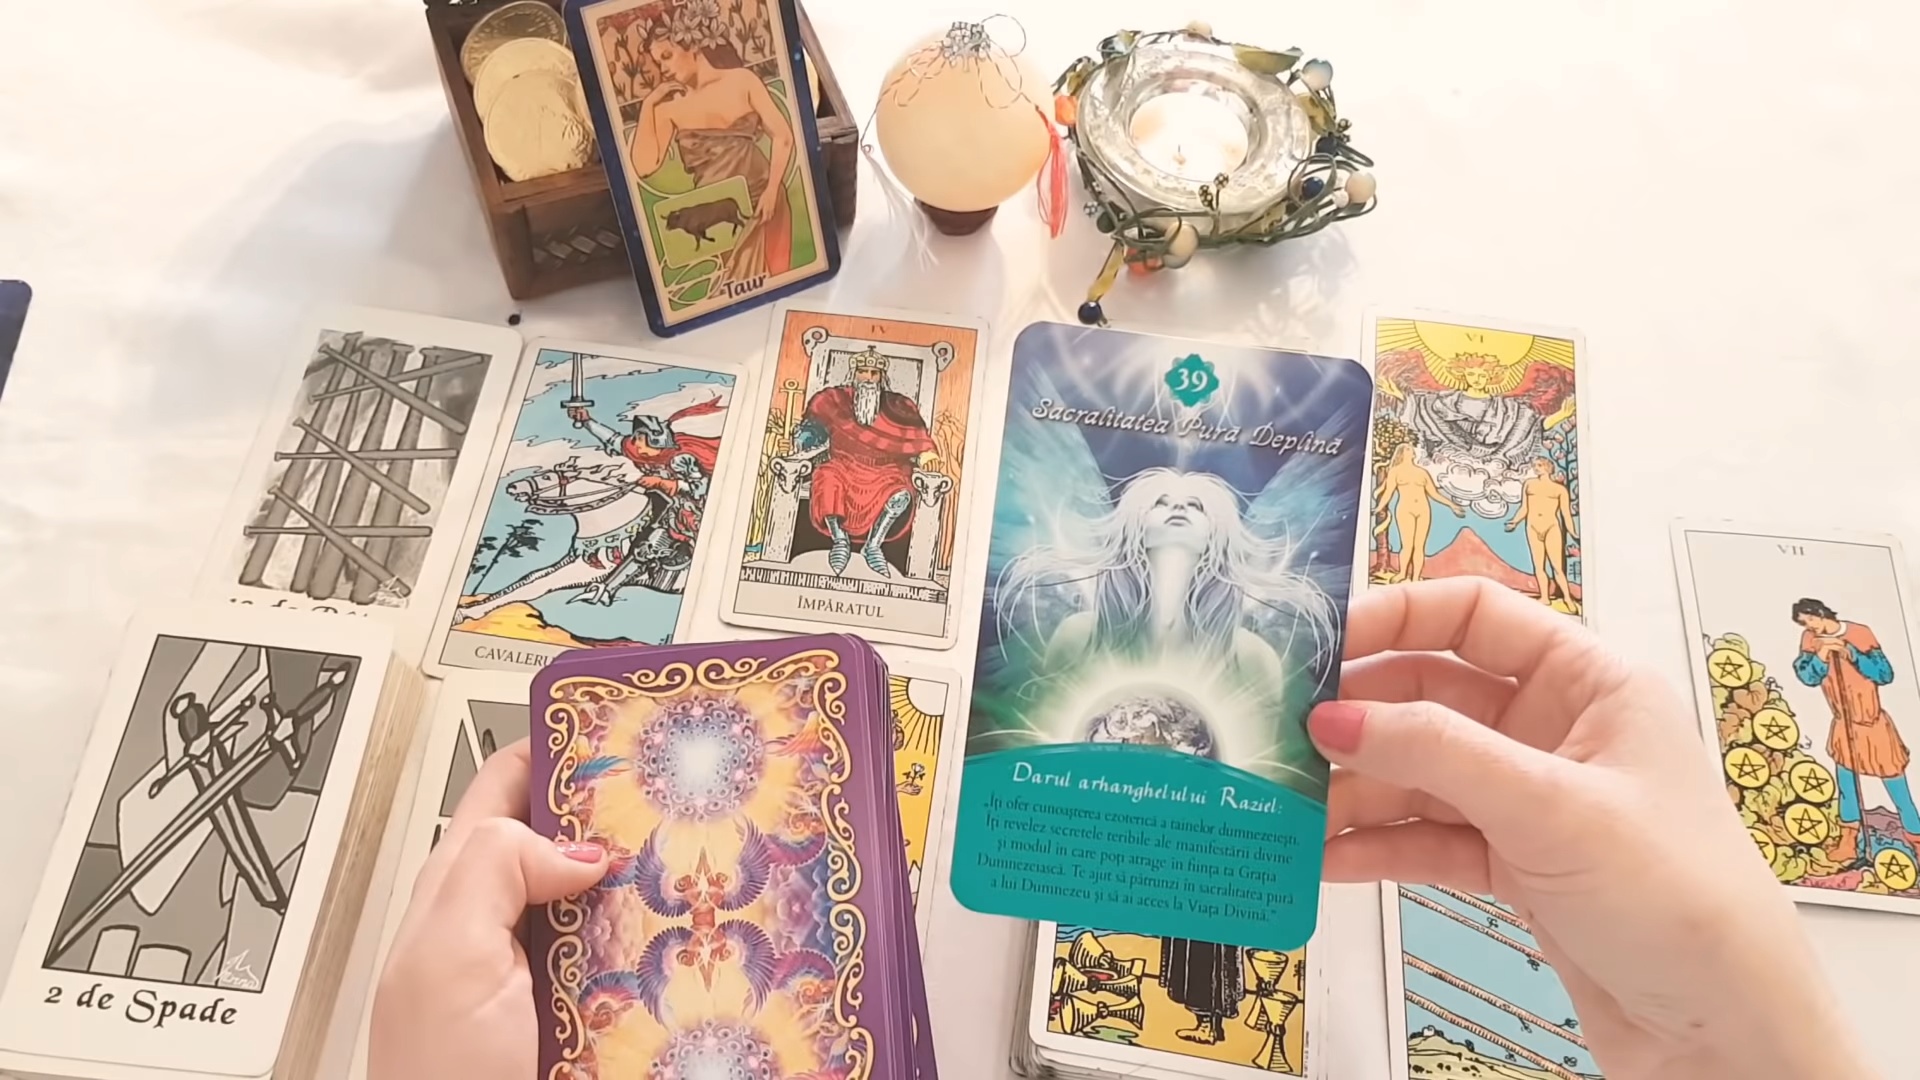 Taur
IV
ÎMPĂRATUL
39
Sacralitatea Pură Deplină
Darul arhanghelului Raziel:
„Îți ofer cunoașterea ezoterică a tainelor dumnezeiești.
Îți revelez secretele teribile ale manifestării divine
și modul în care poți atrage în ființa ta Grația
Dumnezeiască. Te ajut să pătrunzi în sacralitatea pură
a lui Dumnezeu și să ai acces la Viața Divină."
VI
VII
CAVALERU
2 de Spade